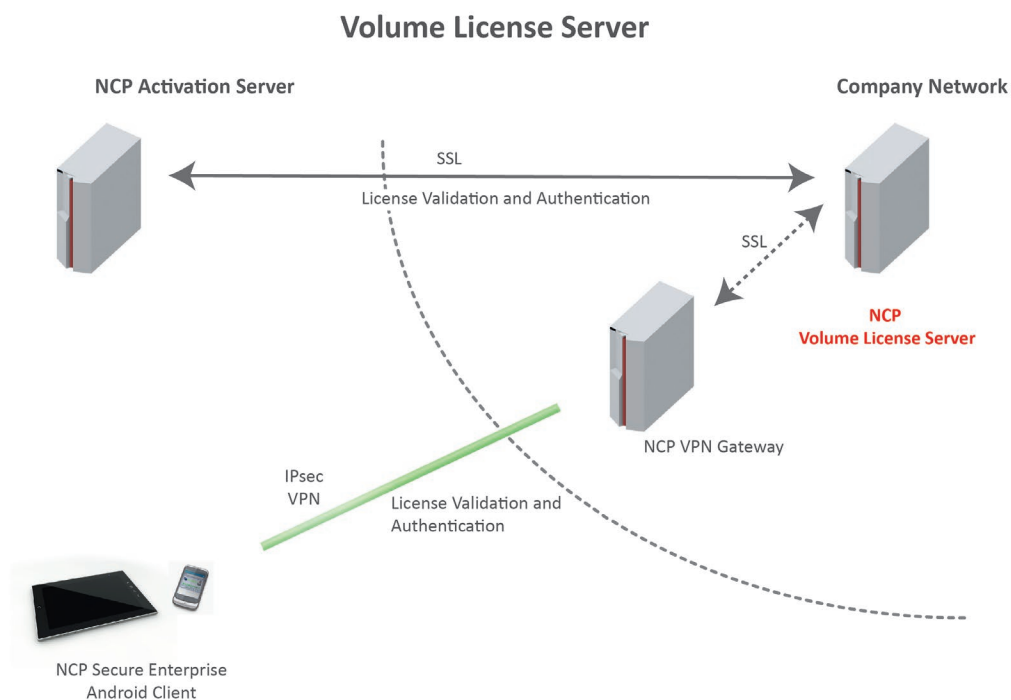 Volume License Server
NCP Activation Server
Company Network
SSL
License Validation and Authentication
SSL
NCP
Volume License Server
NCP VPN Gateway
IPsec
VPN
License Validation and
Authentication
NCP Secure Enterprise
Android Client